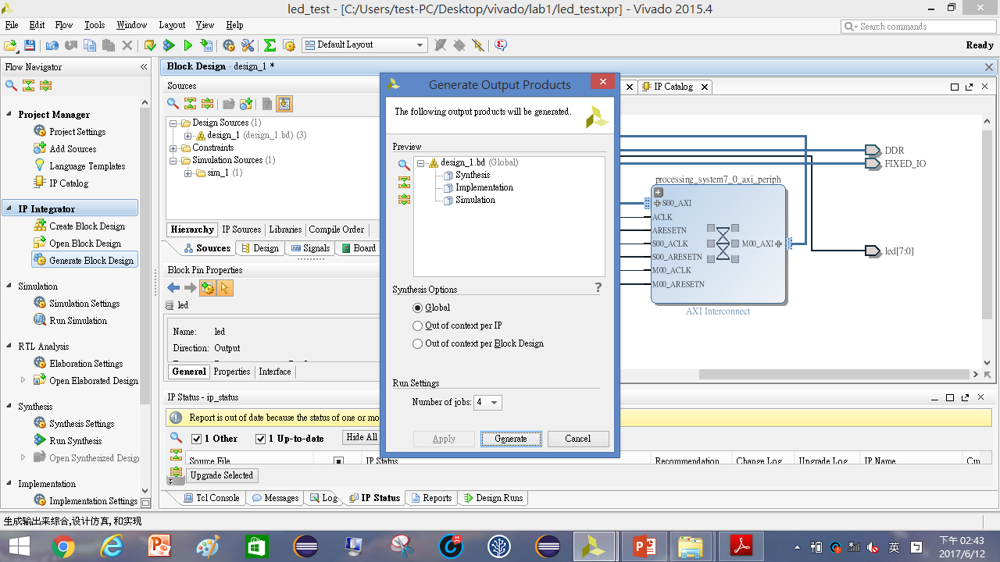 led_test - [C:/Users/test-PC/Desktop/vivado/lab1/led_test.xpr] - Vivado 2015.4
File Edit Flow Tools Window Layout View Help
Search commands
Default Layout
Ready
Flow Navigator
Project Manager
Project Settings
Add Sources
Language Templates
IP Catalog
IP Integrator
Create Block Design
Open Block Design
Generate Block Design
Simulation
Simulation Settings
Run Simulation
RTL Analysis
Elaboration Settings
Open Elaborated Design
Synthesis
Synthesis Settings
Run Synthesis
Open Synthesized Desig
Implementation
Implementation Settings
Block Design - design_1 *
Sources
Design Sources (1)
design_1 (design_1.bd) (3)
Constraints
Simulation Sources (1)
sim_1 (1)
Hierarchy IP Sources Libraries Compile Order
Sources Design Signals Board
Block Pin Properties
led
Name: led
Direction: Output
General Properties Interface
Generate Output Products
The following output products will be generated.
Preview
design_1.bd (Global)
Synthesis
Implementation
Simulation
Synthesis Options
?
Global
Out of context per IP
Out of context per Block Design
Run Settings
Number of jobs: 4
Apply Generate Cancel
IP Catalog
DDR
FIXED_IO
processing_system7_0_axi_periph
S00_AXI
ACLK
ARESETN
S00_ACLK
S00_ARESETN
M00_ACLK
M00_ARESETN
M00_AXI
led[7:0]
AXI Interconnect
IP Status - ip_status
Report is out of date because the status of one or mo
1 Other 1 Up-to-date Hide All
Source File IP Status Recommendation Change Log Upgrade Log IP Name
Upgrade Selected
Tcl Console Messages Log IP Status Reports Design Runs
生成输出来综合,设计仿真, 和实现
英
下午 02:43
2017/6/12